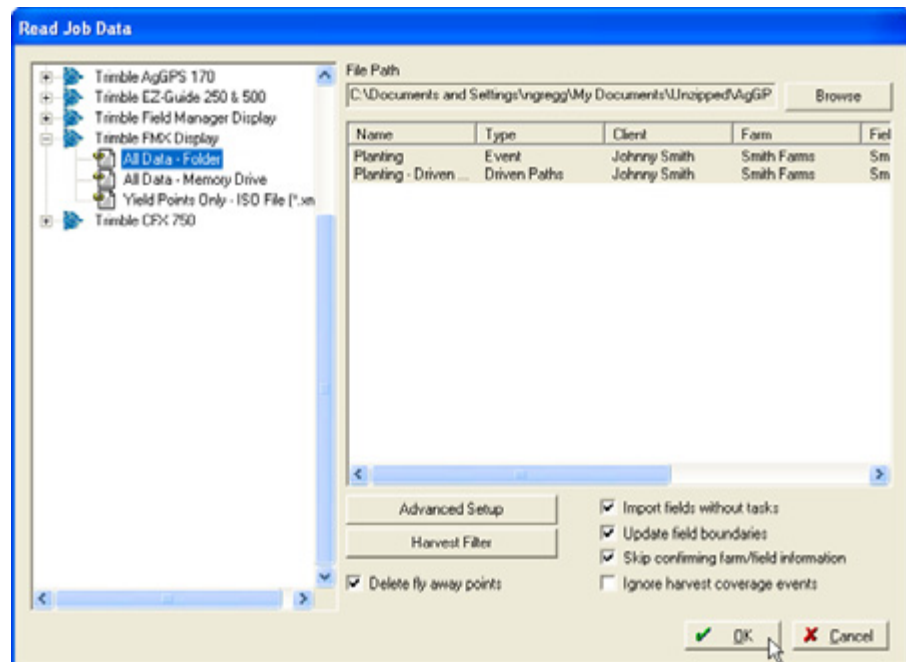 Read Job Data
Trimble AgGPS 170
Trimble EZ-Guide 250 & 500
Trimble Field Manager Display
Trimble FMX Display
All Data - Folder
All Data - Memory Drive
Yield Points Only - ISO File (*.xn
Trimble CFX 750
File Path
C:\Documents and Settings\ngregg\My Documents\Unzipped\AgGP
Browse
Name Type Client Farm Fiel
Planting Event Johnny Smith Smith Farms Sm
Planting - Driven ... Driven Paths Johnny Smith Smith Farms Sm
Advanced Setup
Harvest Filter
Delete fly away points
Import fields without tasks
Update field boundaries
Skip confirming farm/field information
Ignore harvest coverage events
OK
Cancel